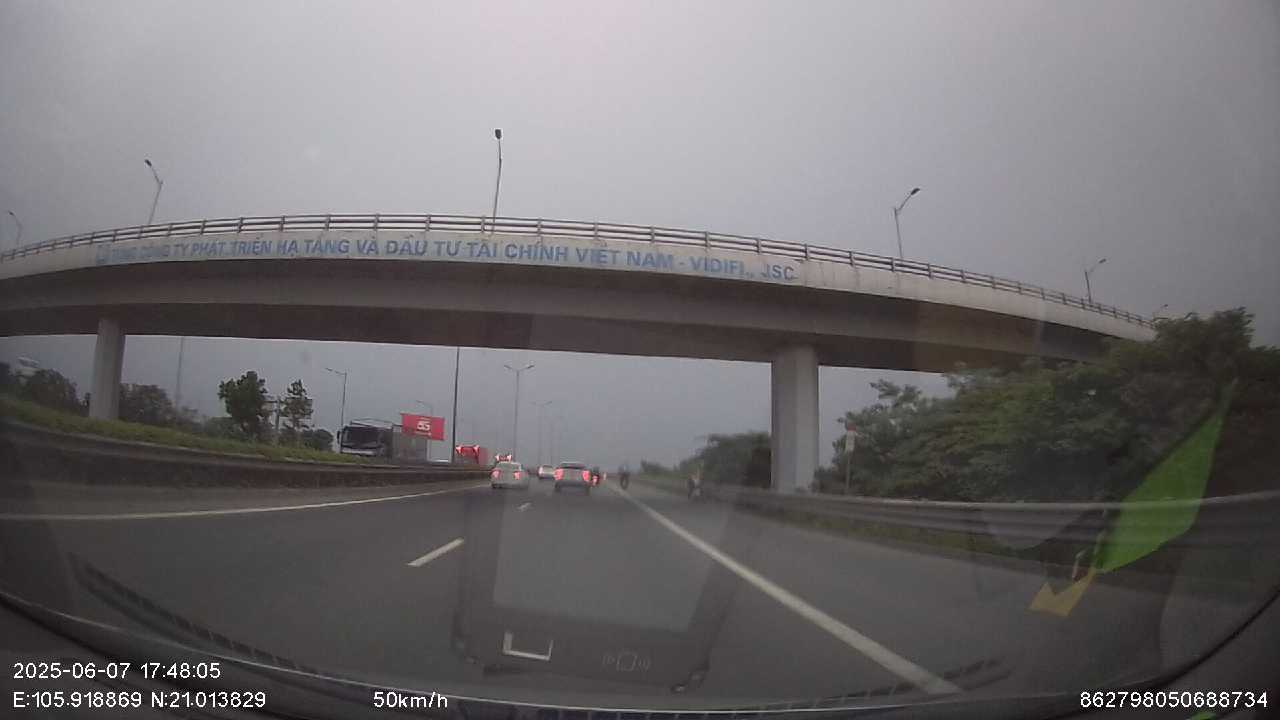 TỔNG CÔNG TY PHÁT TRIỂN HẠ TẦNG VÀ ĐẦU TƯ TÀI CHÍNH VIỆT NAM - VIDIFI., JSC
5G
2025-06-07 17:48:05
E:105.918869 N:21.013829
50km/h
862798050688734